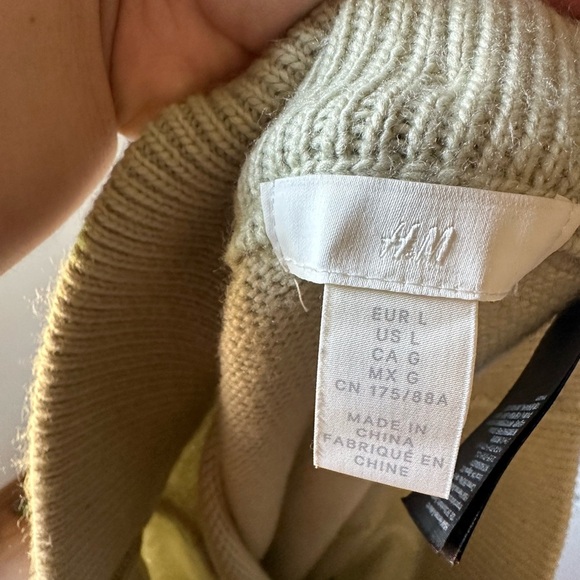 H&M
EUR L
US L
CA G
MX G
CN 175/88A
MADE IN
CHINA
FABRIQUÉ EN
CHINE